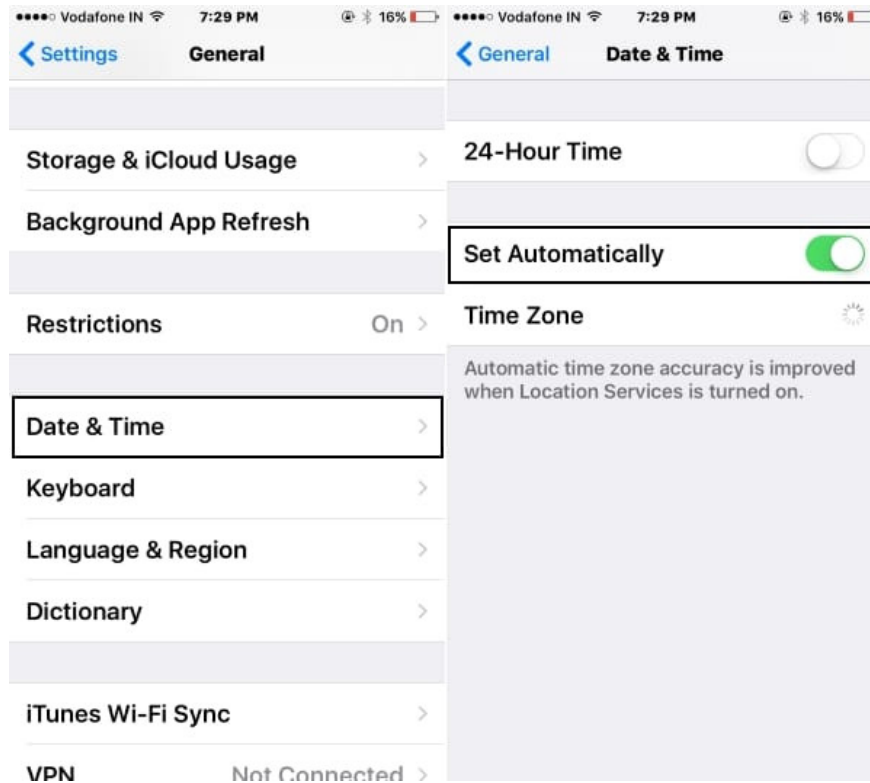 Vodafone IN 7:29 PM 16%
Settings General
Storage & iCloud Usage
Background App Refresh
Restrictions On
Date & Time
Keyboard
Language & Region
Dictionary
iTunes Wi-Fi Sync
VPN Not Connected
Vodafone IN 7:29 PM 16%
General Date & Time
24-Hour Time
Set Automatically
Time Zone
Automatic time zone accuracy is improved
when Location Services is turned on.